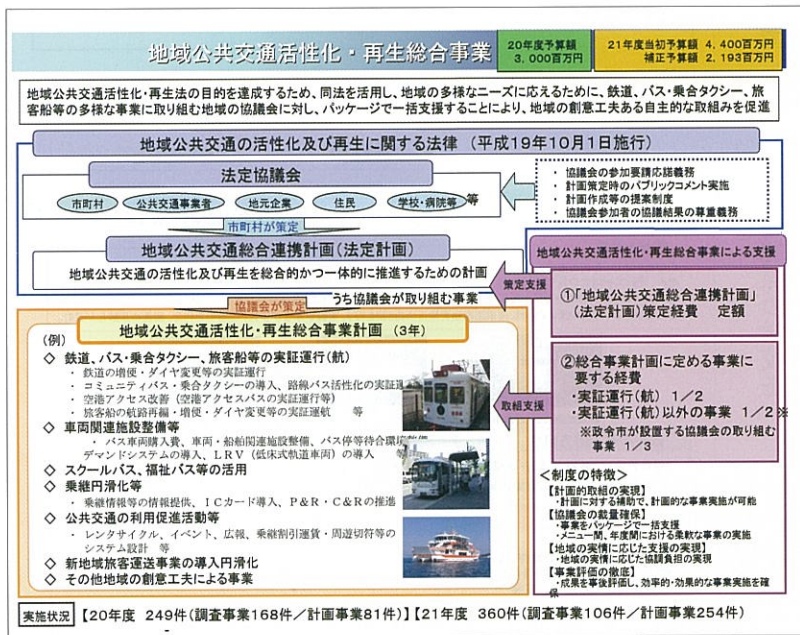 地域公共交通活性化・再生総合事業
20年度予算額
3,000百万円
21年度当初予算額 4,400百万円
補正予算額 2,193百万円
地域公共交通活性化・再生法の目的を達成するため、同法を活用し、地域の多様なニーズに応えるために、鉄道、バス・乗合タクシー、旅
客船等の多様な事業に取り組む地域の協議会に対し、パッケージで一括支援することにより、地域の創意工夫ある自主的な取組みを促進
地域公共交通の活性化及び再生に関する法律 (平成19年10月1日施行)
法定協議会
市町村
公共交通事業者
地元企業
住民
学校・病院等
等
・ 協議会の参加要請応諾義務
・ 計画策定時のパブリックコメント実施
・ 計画作成等の提案制度
・ 協議会参加者の協議結果の尊重義務
市町村が策定
地域公共交通総合連携計画(法定計画)
地域公共交通の活性化及び再生を総合的かつ一体的に推進するための計画
協議会が策定
うち協議会が取り組む事業
地域公共交通活性化・再生総合事業計画 (3年)
(例)
◇ 鉄道、バス・乗合タクシー、旅客船等の実証運行(航)
・ 鉄道の増便・ダイヤ変更等の実証運行
・ コミュニティバス・乗合タクシーの導入、路線バス活性化の実証運
・ 空港アクセス改善(空港アクセスバスの実証運行等)
・ 旅客船の航路再編・増便・ダイヤ変更等の実証運航 等
◇ 車両関連施設整備等
・ バス車両購入費、車両・船舶関連施設整備、バス停等待合環境整備等
デマンドシステムの導入、LRV(低床式軌道車両)の導入 等
◇ スクールバス、福祉バス等の活用
◇ 乗継円滑化等
・ 乗継情報等の情報提供、ICカード導入、P&R・C&Rの推進
◇ 公共交通の利用促進活動等
・ レンタサイクル、イベント、広報、乗継割引運賃・周遊切符等の
システム設計 等
◇ 新地域旅客運送事業の導入円滑化
◇ その他地域の創意工夫による事業
地域公共交通活性化・再生総合事業による支援
策定支援
①「地域公共交通総合連携計画」
(法定計画)策定経費 定額
取組支援
②総合事業計画に定める事業に
要する経費
・実証運行(航) 1/2
・実証運行(航)以外の事業 1/2※
※政令市が設置する協議会の取り組む
事業 1/3
<制度の特徴>
【計画的取組の実現】
・計画に対する補助で、計画的な事業実施が可能
【協議会の裁量確保】
・事業をパッケージで一括支援
・メニュー間、年度間における柔軟な事業の実施
【地域の実情に応じた支援の実現】
・地域の実情に応じた協調負担の実現
【事業評価の徹底】
・成果を事後評価し、効率的・効果的な事業実施を確
保
実施状況 【20年度 249件(調査事業168件/計画事業81件)】【21年度 360件(調査事業106件/計画事業254件)